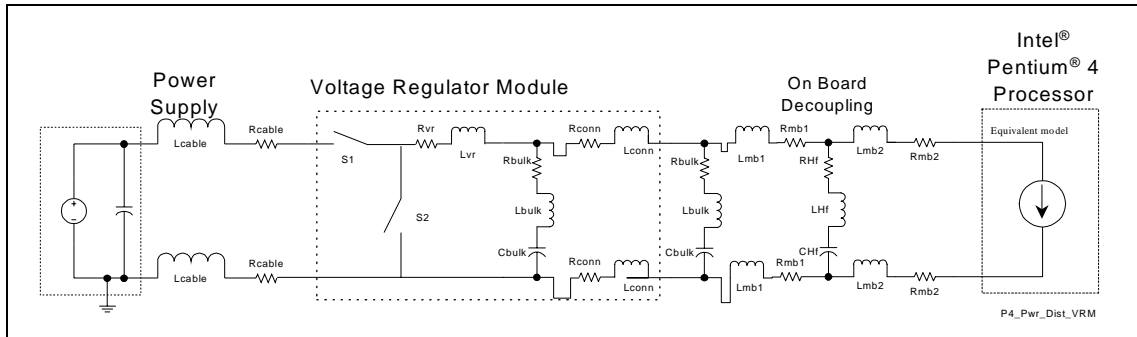 Intel®
Pentium® 4
Processor
Power
Supply
Voltage Regulator Module
On Board
Decoupling
Equivalent model
Lcable
Rcable
S1
S2
Rvr
Lvr
Rbulk
Lbulk
Cbulk
Rconn
Lconn
Rbulk
Lbulk
Cbulk
Lmb1
Rmb1
RHf
LHf
CHf
Lmb2
Rmb2
Lcable
Rcable
Rconn
Lconn
Lmb1
Rmb1
Lmb2
Rmb2
P4_Pwr_Dist_VRM